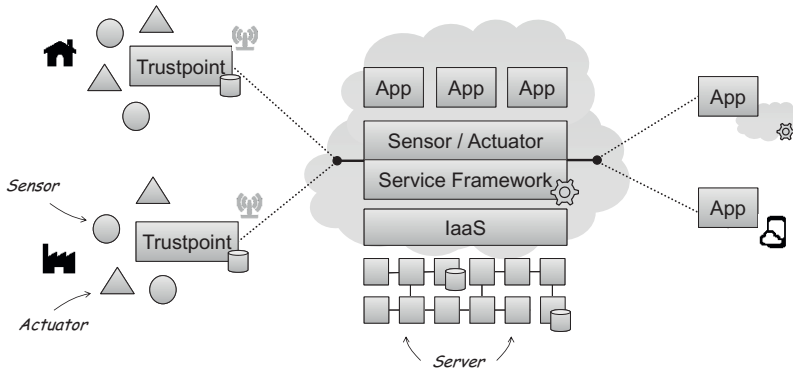 Trustpoint
App
App
App
App
Sensor / Actuator
Service Framework
Sensor
Trustpoint
App
IaaS
Actuator
Server